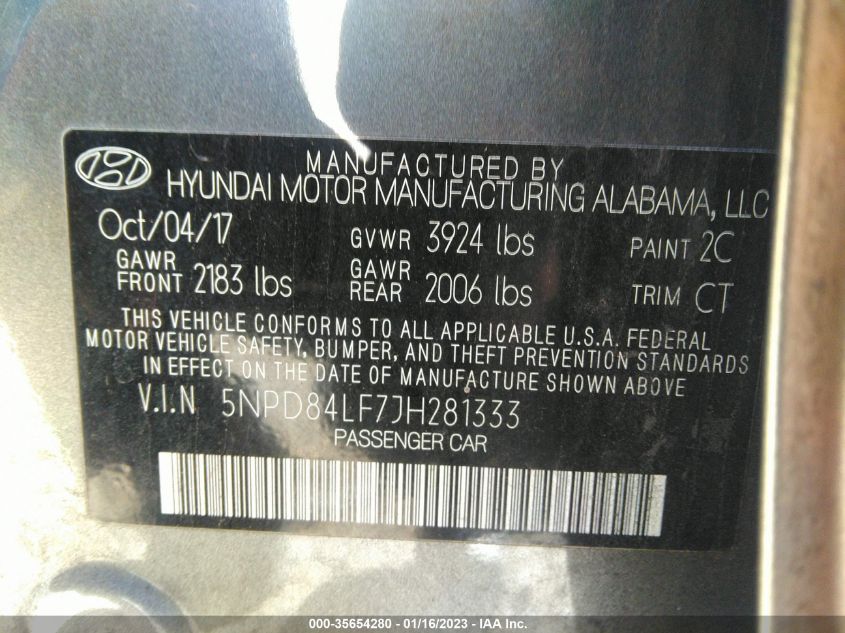 MANUFACTURED BY
HYUNDAI MOTOR MANUFACTURING ALABAMA, LLC
Oct/04/17 GVWR 3924 lbs PAINT 2C
GAWR FRONT 2183 lbs GAWR REAR 2006 lbs TRIM CT
THIS VEHICLE CONFORMS TO ALL APPLICABLE U.S.A. FEDERAL
MOTOR VEHICLE SAFETY, BUMPER, AND THEFT PREVENTION STANDARDS
IN EFFECT ON THE DATE OF MANUFACTURE SHOWN ABOVE
V.I.N 5NPD84LF7JH281333
PASSENGER CAR
000-35654280 - 01/16/2023 - IAA Inc.